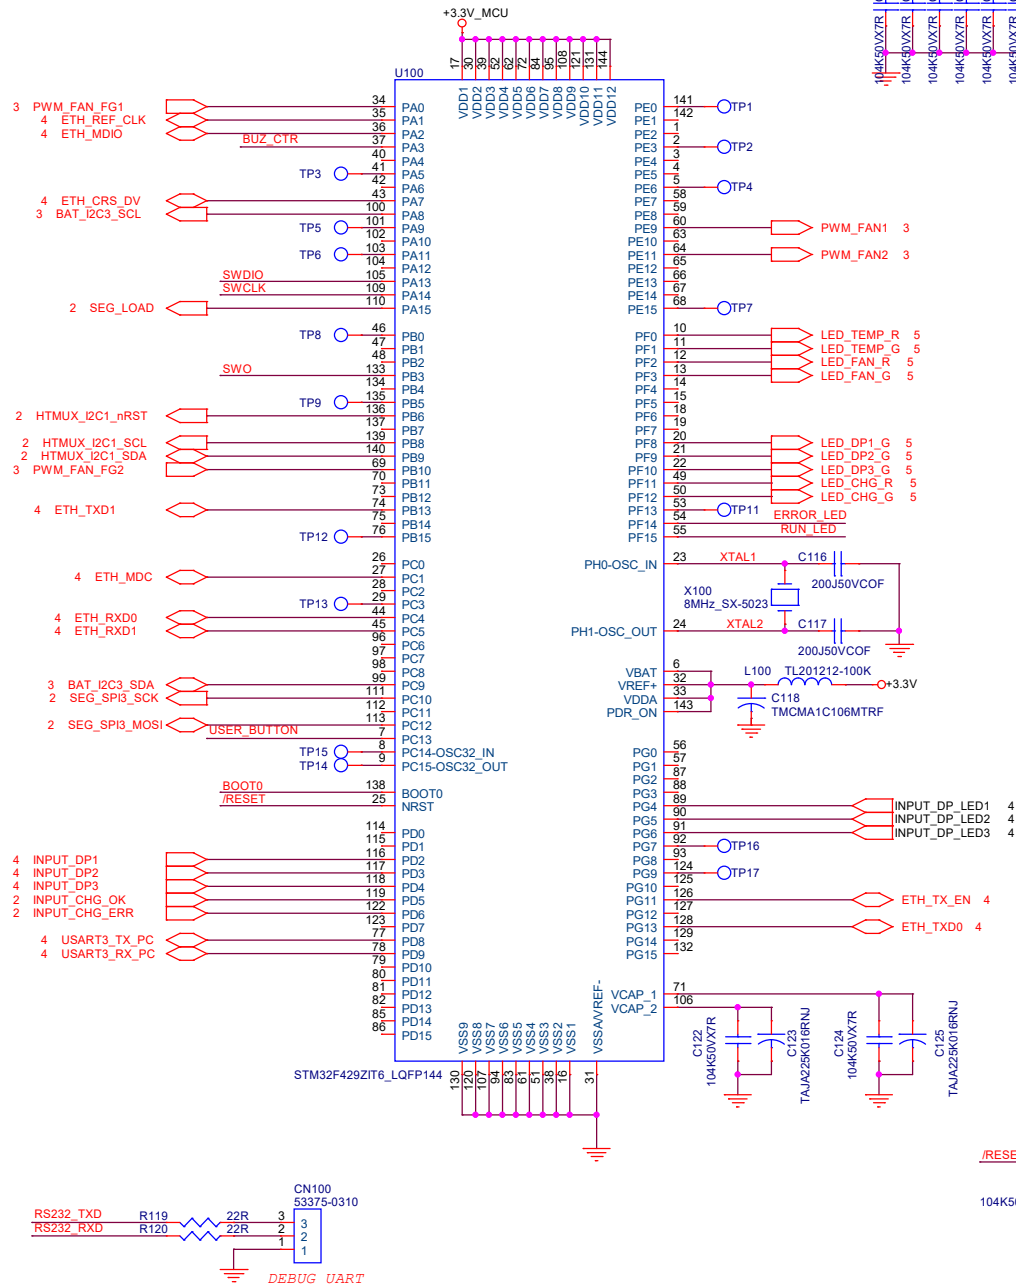 +3.3V_MCU
104K50VX7R
104K50VX7R
104K50VX7R
104K50VX7R
17 30 39 52 62 72 84 95 108 121 131 144
U100
VDD1 VDD2 VDD3 VDD4 VDD5 VDD6 VDD7 VDD8 VDD9 VDD10 VDD11 VDD12
3 PWM_FAN_FG1 34 PA0
4 ETH_REF_CLK 35 PA1
4 ETH_MDIO 36 PA2
BUZ_CTR 37 PA3
40 PA4
TP3 41 PA5
42 PA6
4 ETH_CRS_DV 43 PA7
3 BAT_I2C3_SCL 100 PA8
TP5 101 PA9
102 PA10
TP6 103 PA11
104 PA12
SWDIO 105 PA13
SWCLK 109 PA14
2 SEG_LOAD 110 PA15
TP8 46 PB0
47 PB1
48 PB2
SWO 133 PB3
134 PB4
TP9 135 PB5
2 HTMUX_I2C1_nRST 136 PB6
137 PB7
2 HTMUX_I2C1_SCL 139 PB8
2 HTMUX_I2C1_SDA 140 PB9
3 PWM_FAN_FG2 69 PB10
70 PB11
73 PB12
4 ETH_TXD1 74 PB13
75 PB14
TP12 76 PB15
26 PC0
4 ETH_MDC 27 PC1
28 PC2
TP13 29 PC3
4 ETH_RXD0 44 PC4
4 ETH_RXD1 45 PC5
96 PC6
97 PC7
98 PC8
3 BAT_I2C3_SDA 99 PC9
2 SEG_SPI3_SCK 111 PC10
112 PC11
2 SEG_SPI3_MOSI 113 PC12
USER_BUTTON 7 PC13
TP15 8 PC14-OSC32_IN
TP14 9 PC15-OSC32_OUT
BOOT0 138 BOOT0
/RESET 25 NRST
114 PD0
115 PD1
4 INPUT_DP1 116 PD2
4 INPUT_DP2 117 PD3
4 INPUT_DP3 118 PD4
2 INPUT_CHG_OK 119 PD5
2 INPUT_CHG_ERR 122 PD6
123 PD7
4 USART3_TX_PC 77 PD8
4 USART3_RX_PC 78 PD9
79 PD10
80 PD11
81 PD12
82 PD13
85 PD14
86 PD15
PE0 141 TP1
PE1 142
PE2 1
PE3 2 TP2
PE4 3
PE5 4
PE6 5 TP4
PE7 58
PE8 59
PE9 60 PWM_FAN1 3
PE10 63
PE11 64 PWM_FAN2 3
PE12 65
PE13 66
PE14 67
PE15 68 TP7
PF0 10 LED_TEMP_R 5
PF1 11 LED_TEMP_G 5
PF2 12 LED_FAN_R 5
PF3 13 LED_FAN_G 5
PF4 14
PF5 15
PF6 18
PF7 19
PF8 20 LED_DP1_G 5
PF9 21 LED_DP2_G 5
PF10 22 LED_DP3_G 5
PF11 49 LED_CHG_R 5
PF12 50 LED_CHG_G 5
PF13 53 TP11
PF14 54 ERROR_LED
PF15 55 RUN_LED
PH0-OSC_IN 23 XTAL1 C116
200J50VCOF
X100
8MHz_SX-5023
PH1-OSC_OUT 24 XTAL2 C117
200J50VCOF
VBAT 6 L100 TL201212-100K
VREF+ 32 +3.3V
VDDA 33 C118
PDR_ON 143 TMCMA1C106MTRF
PG0 56
PG1 57
PG2 87
PG3 88
PG4 89 INPUT_DP_LED1 4
PG5 90 INPUT_DP_LED2 4
PG6 91 INPUT_DP_LED3 4
PG7 92 TP16
PG8 93
PG9 124 TP17
PG10 125
PG11 126 ETH_TX_EN 4
PG12 127
PG13 128 ETH_TXD0 4
PG14 129
PG15 132
VCAP_1 71
VCAP_2 106
C122
104K50VX7R
C123
TAJA225K016RNJ
C124
104K50VX7R
C125
TAJA225K016RNJ
VSS9 VSS8 VSS7 VSS6 VSS5 VSS4 VSS3 VSS2 VSS1 VSSA/VREF-
STM32F429ZIT6_LQFP144
130 120 107 94 83 61 51 38 16 31
/RESE
104K50
CN100
53375-0310
RS232_TXD R119 22R 3 3
RS232_RXD R120 22R 2 2
1 1
DEBUG UART